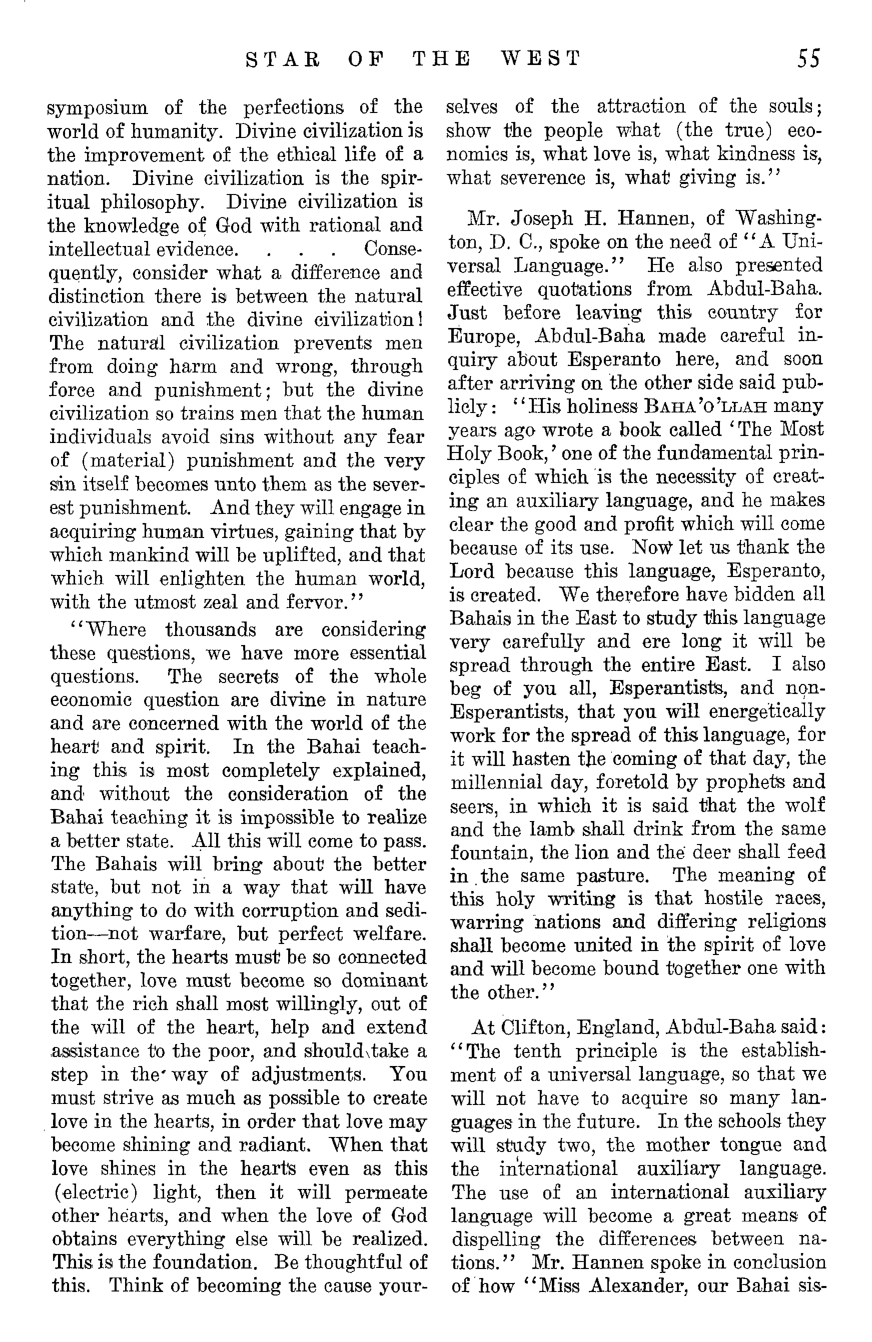 STAR OF THE WEST 55
symposium of the perfections of the
world of humanity. Divine civilization is
the improvement of the ethical life of a
nation. Divine civilization is the spir-
itual philosophy. Divine civilization is
the knowledge of God with rational and
intellectual evidence. . . . . Conse-
quently, consider what a difference and
distinction there is between the natural
civilization and the divine civilization!
The natural civilization prevents men
from doing harm and wrong, through
force and punishment; but the divine
civilization so trains men that the human
individuals avoid sins without any fear
of (material) punishment and the very
sin itself becomes unto them as the sever-
est punishment. And they will engage in
acquiring human virtues, gaining that by
which mankind will be uplifted, and that
which will enlighten the human world,
with the utmost zeal and fervor."
"Where thousands are considering
these questions, we have more essential
questions. The secrets of the whole
economic question are divine in nature
and are concerned with the world of the
heart and spirit. In the Bahai teach-
ing this is most completely explained,
and without the consideration of the
Bahai teaching it is impossible to realize
a better state. All this will come to pass.
The Bahais will bring about the better
state, but not in a way that will have
anything to do with corruption and sedi-
tion—not warfare, but perfect welfare.
In short, the hearts must be so connected
together, love must become so dominant
that the rich shall most willingly, out of
the will of the heart, help and extend
assistance to the poor, and should take a
step in the way of adjustments. You
must strive as much as possible to create
love in the hearts, in order that love may
become shining and radiant. When that
love shines in the hearts even as this
(electric) light, then it will permeate
other hearts, and when the love of God
obtains everything else will be realized.
This is the foundation. Be thoughtful of
this. Think of becoming the cause your-
selves of the attraction of the souls;
show the people what (the true) eco-
nomics is, what love is, what kindness is,
what severence is, what giving is."
Mr. Joseph H. Hannen, of Washing-
ton, D. C., spoke on the need of "A Uni-
versal Language." He also presented
effective quotations from Abdul-Baha.
Just before leaving this country for
Europe, Abdul-Baha made careful in-
quiry about Esperanto here, and soon
after arriving on the other side said pub-
licly: "His holiness BAHA'O'LLAH many
years ago wrote a book called 'The Most
Holy Book,' one of the fundamental prin-
ciples of which is the necessity of creat-
ing an auxiliary language, and he makes
clear the good and profit which will come
because of its use. Now let us thank the
Lord because this language, Esperanto,
is created. We therefore have bidden all
Bahais in the East to study this language
very carefully and ere long it will be
spread through the entire East. I also
beg of you all, Esperantists, and non-
Esperantists, that you will energetically
work for the spread of this language, for
it will hasten the coming of that day, the
millennial day, foretold by prophets and
seers, in which it is said that the wolf
and the lamb shall drink from the same
fountain, the lion and the deer shall feed
in the same pasture. The meaning of
this holy writing is that hostile races,
warring nations and differing religions
shall become united in the spirit of love
and will become bound together one with
the other."
At Clifton, England, Abdul-Baha said:
"The tenth principle is the establish-
ment of a universal language, so that we
will not have to acquire so many lan-
guages in the future. In the schools they
will study two, the mother tongue and
the international auxiliary language.
The use of an international auxiliary
language will become a great means of
dispelling the differences between na-
tions." Mr. Hannen spoke in conclusion
of how "Miss Alexander, our Bahai sis-